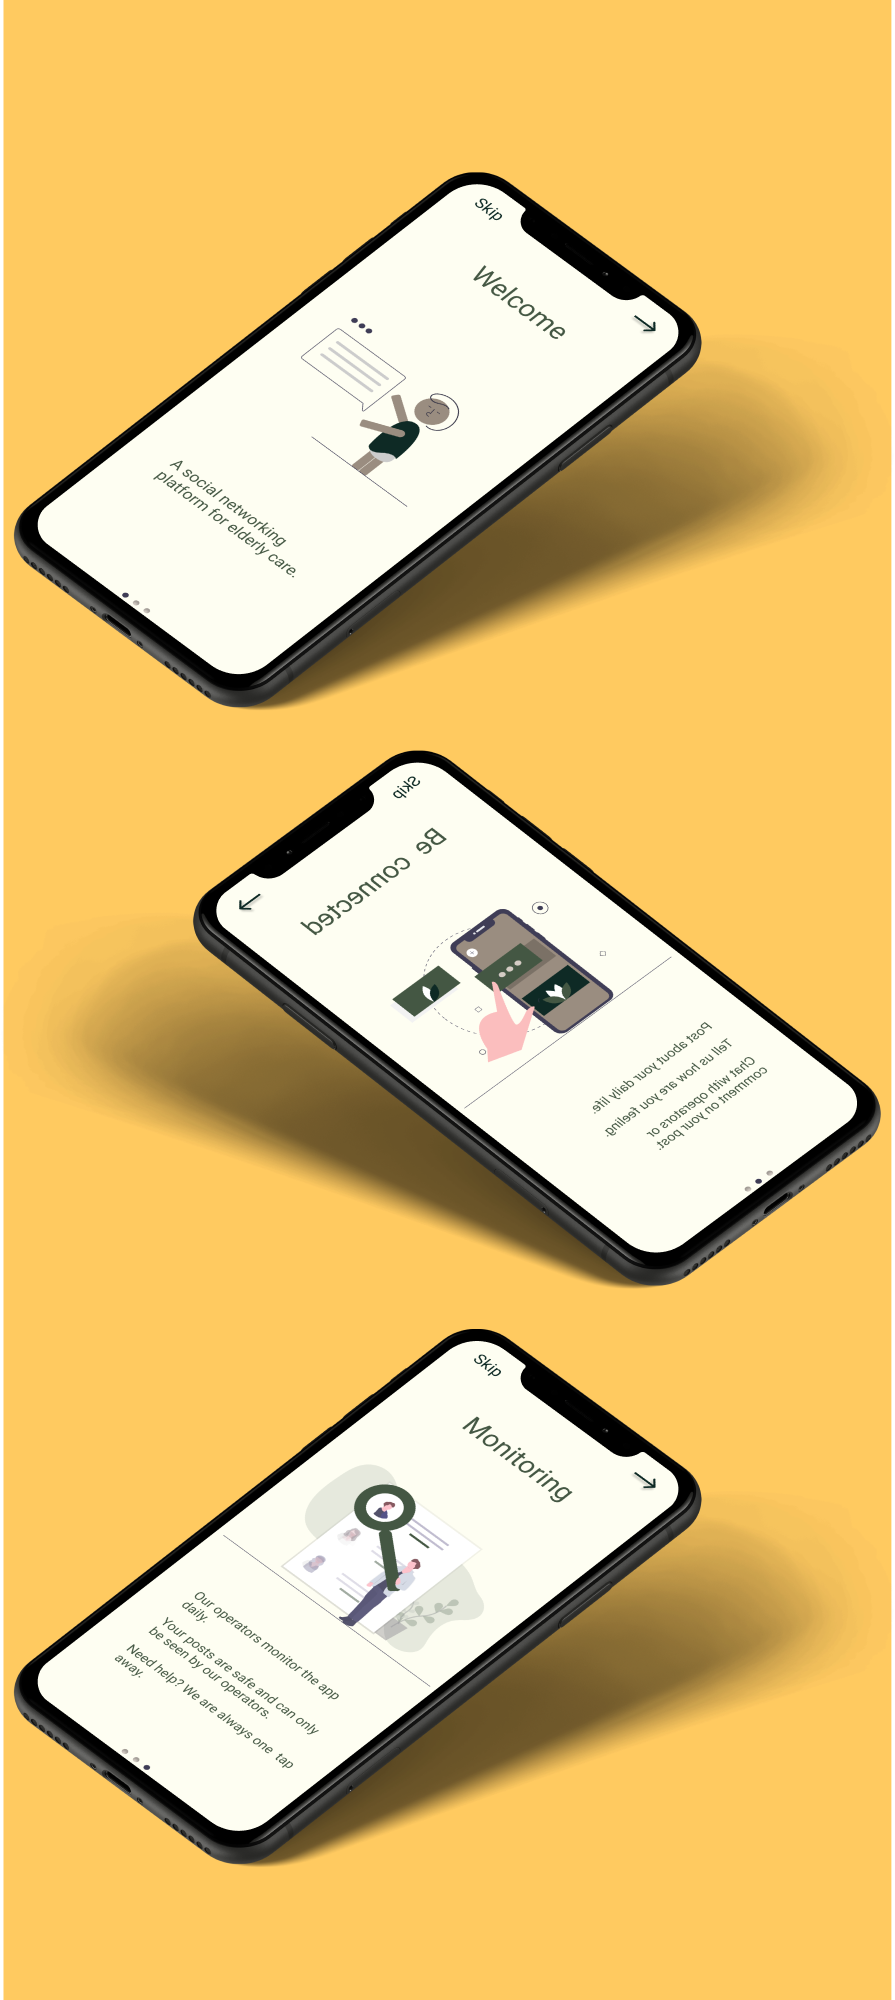 Skip
Welcome
A social networking
platform for elderly care.
Skip
Be connected
Post about your daily life.
Tell us how are you feeling.
Chat with operators or
comment on your post.
Skip
Monitoring
Our operators monitor the app
daily.
Your posts are safe and can only
be seen by our operators.
Need help? We are always one tap
away.